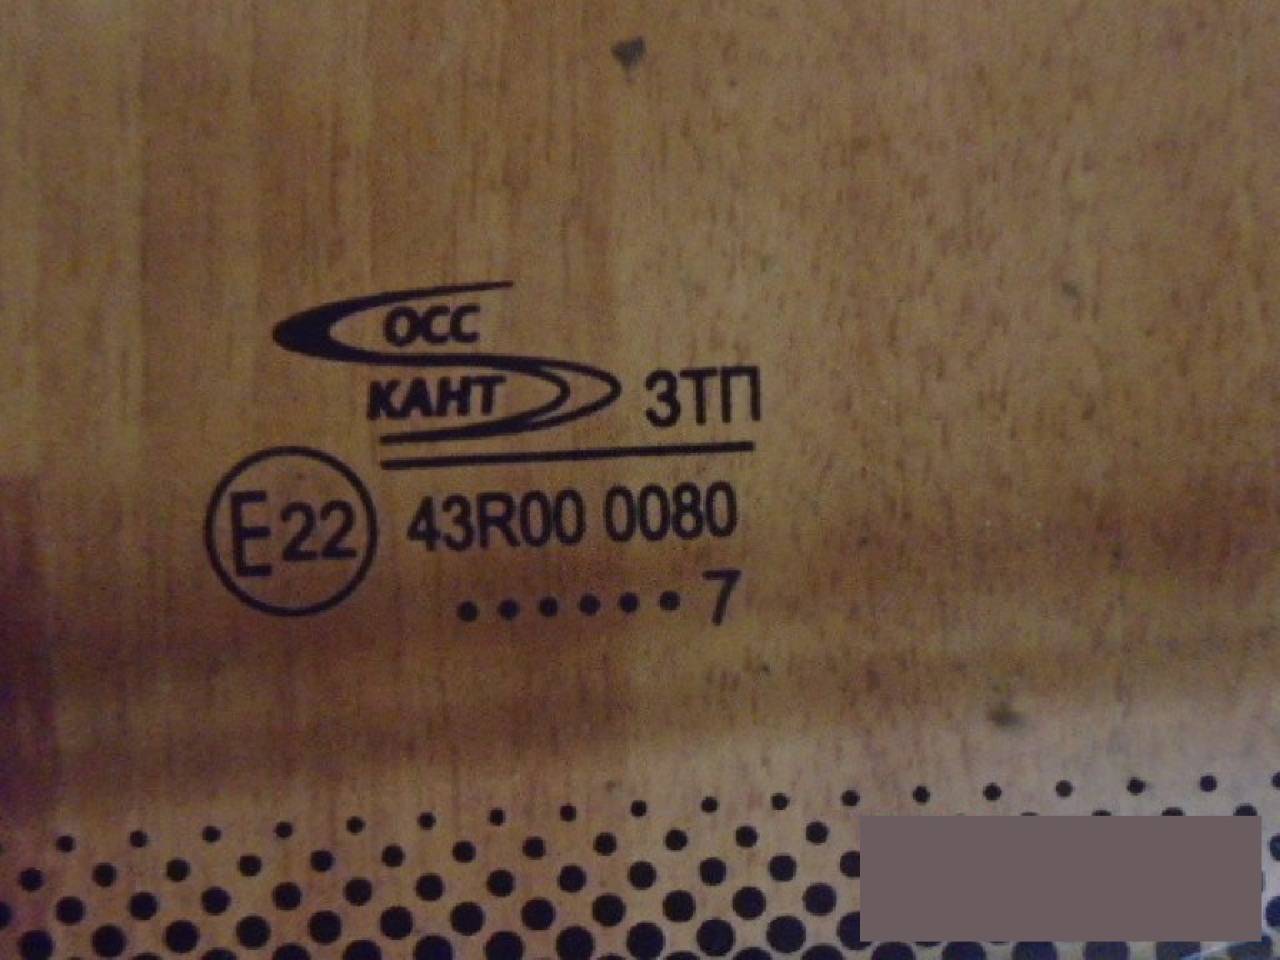 ОСС
КАНТ ЗТП
E22 43R00 0080
. . . . . . 7